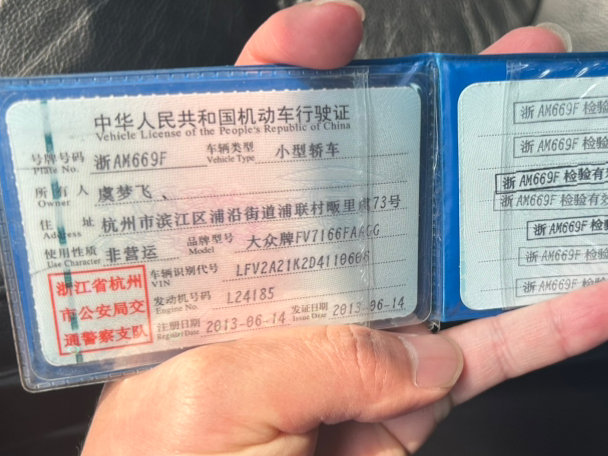 中华人民共和国机动车行驶证
Vehicle License of the People's Republic of China
号牌号码 浙AM669F 车辆类型 小型轿车
Plate No. Vehicle Type
所有人 虞梦飞
Owner
住址 杭州市滨江区浦沿街道浦联村畈里虞73号
Address
使用性质 非营运 品牌型号 大众牌FV7166FAACG
Use Character Model
浙江省杭州
市公安局交
通警察支队
车辆识别代号 LFV2A21K2D4110606
VIN
发动机号码 L24185
Engine No.
注册日期 2013-06-14 发证日期 2013-06-14
Register Date Issue Date
浙AM669F 检验
浙AM669F 检验
浙AM669F 检验有效
浙AM669F 检验有效
浙AM669F 检验
浙AM669F 检验
浙AM669F 检验